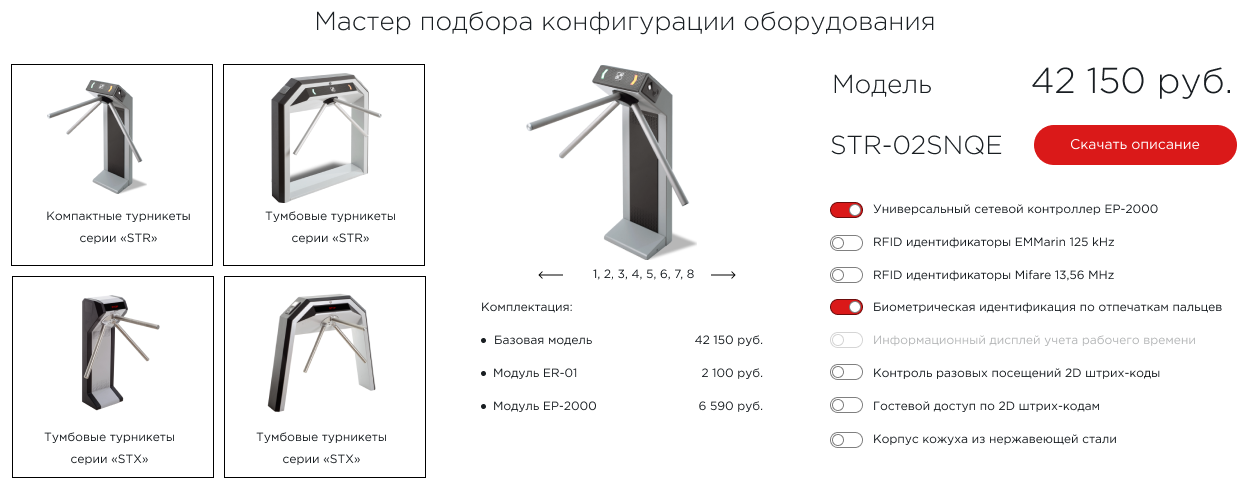 Мастер подбора конфигурации оборудования
Компактные турникеты
серии «STR»
Тумбовые турникеты
серии «STR»
Тумбовые турникеты
серии «STX»
Тумбовые турникеты
серии «STX»
1, 2, 3, 4, 5, 6, 7, 8
Комплектация:
Базовая модель 42 150 руб.
Модуль ER-01 2 100 руб.
Модуль EP-2000 6 590 руб.
Модель 42 150 руб.
STR-02SNQE Скачать описание
Универсальный сетевой контроллер EP-2000
RFID идентификаторы EMMarin 125 kHz
RFID идентификаторы Mifare 13,56 MHz
Биометрическая идентификация по отпечаткам пальцев
Информационный дисплей учета рабочего времени
Контроль разовых посещений 2D штрих-коды
Гостевой доступ по 2D штрих-кодам
Корпус кожуха из нержавеющей стали